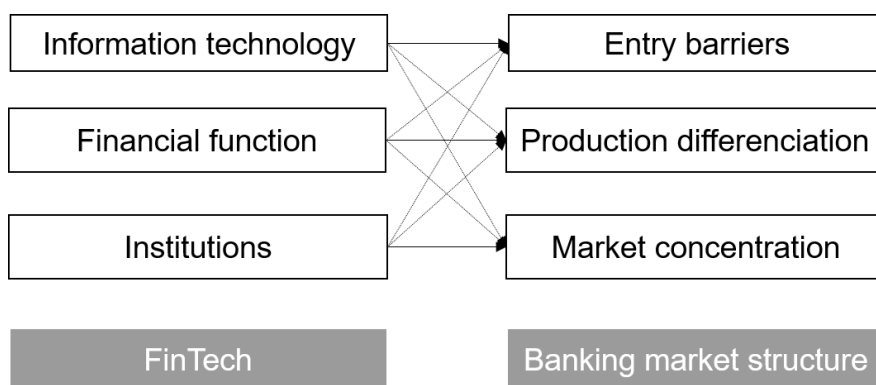 Information technology
Entry barriers
Financial function
Production differenciation
Institutions
Market concentration
FinTech
Banking market structure